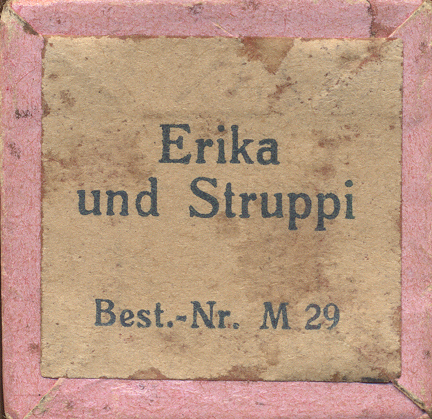 Erika
und Struppi
Best.-Nr. M 29